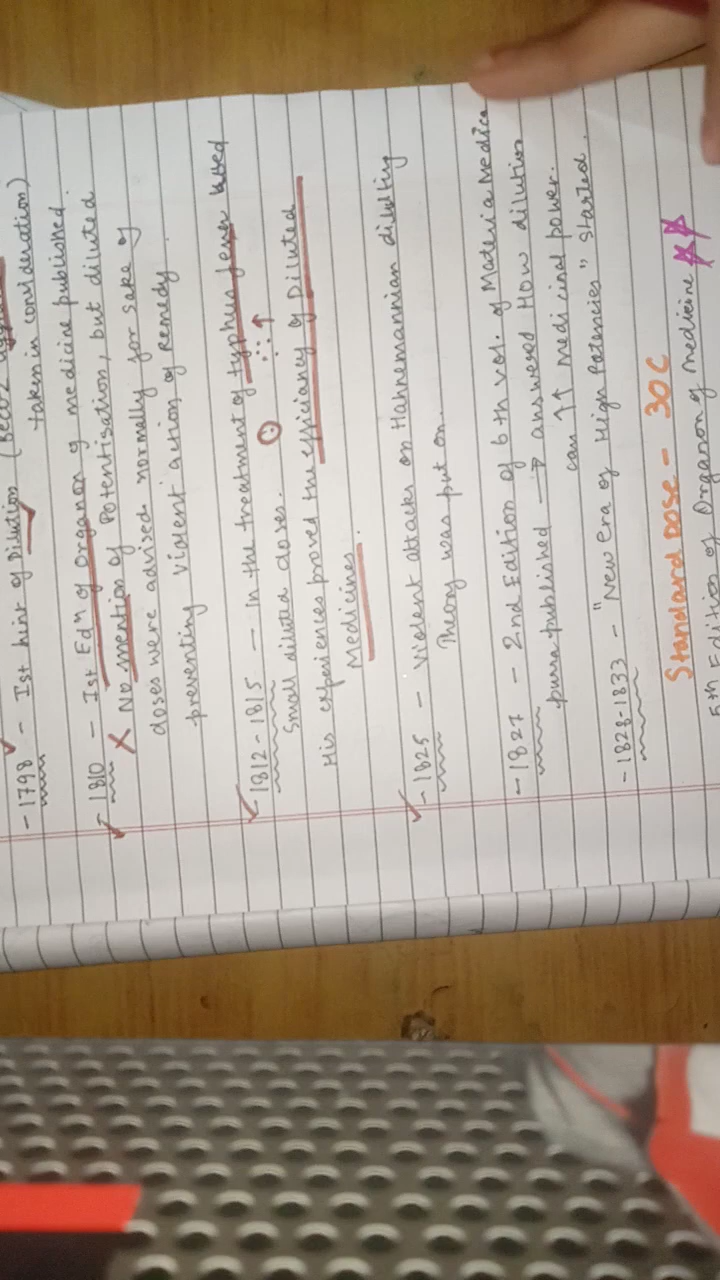 - 1798 - Ist hint of Dilution (
taken in consideration)
- 1810 - Ist Edn of Organon of medicine published.
X No mention of Potentisation, but diluted
doses were advised normally for sake of
preventing violent action of Remedy.
- 1812-1815 - In the treatment of typhus fever used
Small diluted doses.
His experiences proved the efficiancy of Diluted
Medicines.
- 1825 - Violent attacks on Hahnemannian diluting
Theory was put on.
- 1827 - 2nd Edition of 6th vol. of Materia Medica
pura published → answered How dilution
can ↑↑ medicinal power.
- 1828-1833 - "New Era of High Potencies" started.
Standard Dose - 30C
5th Edition of Organon of medicine